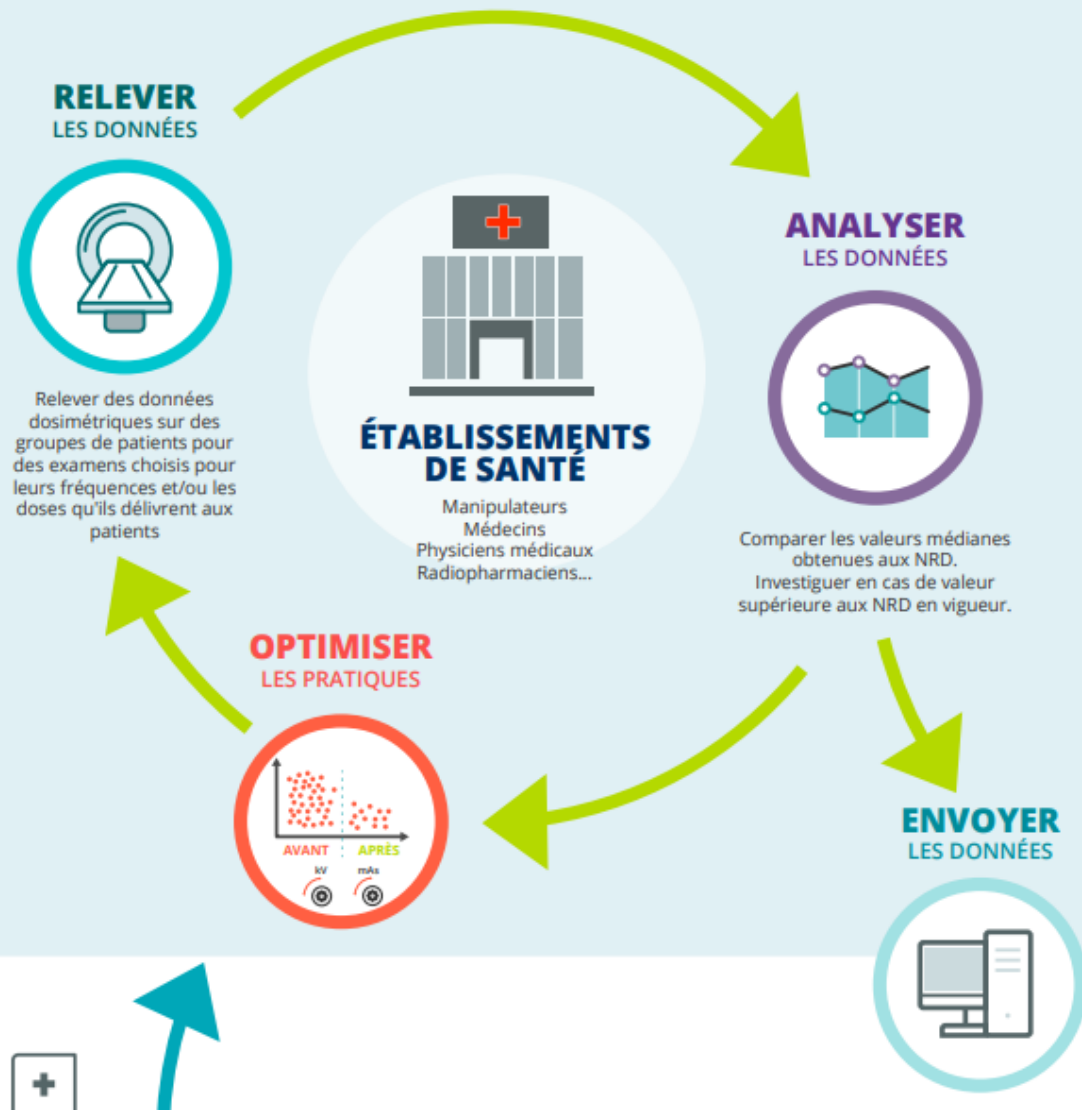 RELEVER
LES DONNÉES
Relever des données
dosimétriques sur des
groupes de patients pour
des examens choisis pour
leurs fréquences et/ou les
doses qu'ils délivrent aux
patients
ÉTABLISSEMENTS
DE SANTÉ
Manipulateurs
Médecins
Physiciens médicaux
Radiopharmaciens...
ANALYSER
LES DONNÉES
Comparer les valeurs médianes
obtenues aux NRD.
Investiguer en cas de valeur
supérieure aux NRD en vigueur.
OPTIMISER
LES PRATIQUES
AVANT APRÈS
kV mAs
ENVOYER
LES DONNÉES